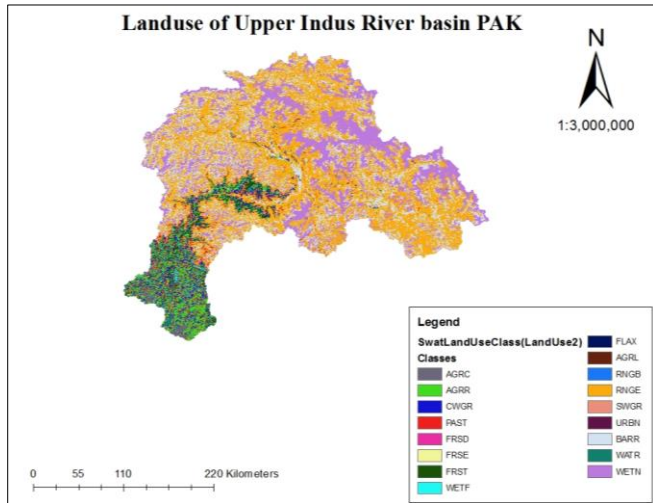 Landuse of Upper Indus River basin PAK
N
1:3,000,000
Legend
SwatLandUseClass(LandUse2)
Classes
AGRC
AGRR
CWGR
PAST
FRSD
FRSE
FRST
WETF
FLAX
AGRL
RNGB
RNGE
SWGR
URBN
BARR
WATR
WETN
0 55 110 220 Kilometers